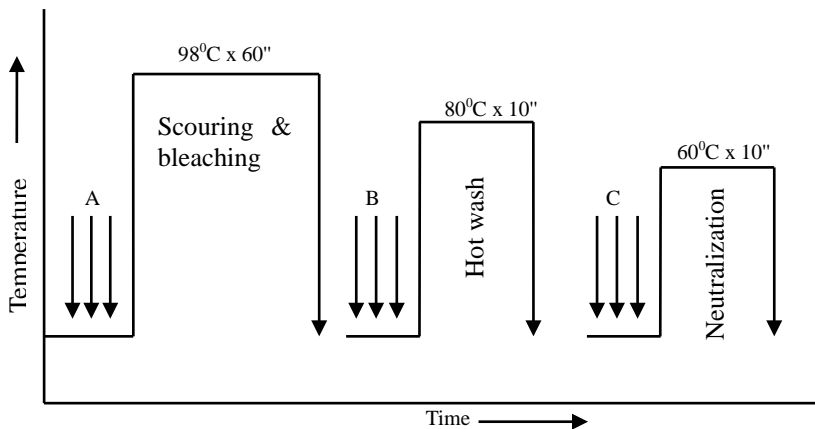 98⁰C x 60"
Scouring &
bleaching
80⁰C x 10"
60⁰C x 10"
A
B
C
Hot wash
Neutralization
Temperature
Time